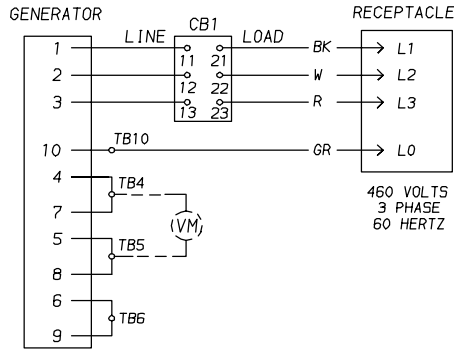 GENERATOR
CB1
RECEPTACLE
LINE
LOAD
1
11
21
BK
L1
2
12
22
W
L2
3
13
23
R
L3
10
TB10
GR
L0
4
TB4
7
VM
5
TB5
8
6
TB6
9
460 VOLTS
3 PHASE
60 HERTZ